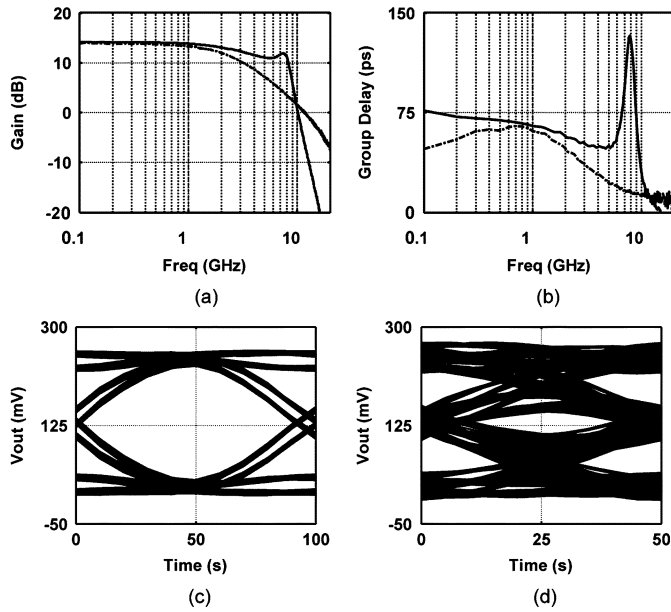 20
10
0
-10
-20
Gain (dB)
0.1
1
10
Freq (GHz)
(a)
150
75
0
Group Delay (ps)
0.1
1
10
Freq (GHz)
(b)
300
125
-50
Vout (mV)
0
50
100
Time (s)
(c)
300
125
-50
Vout (mV)
0
25
50
Time (s)
(d)